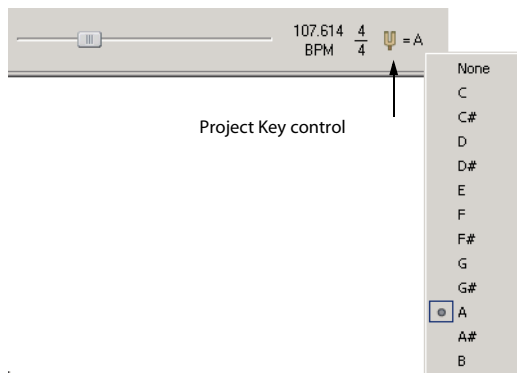 107.614 4
BPM 4 = A
Project Key control
None
C
C#
D
D#
E
F
F#
G
G#
A
A#
B